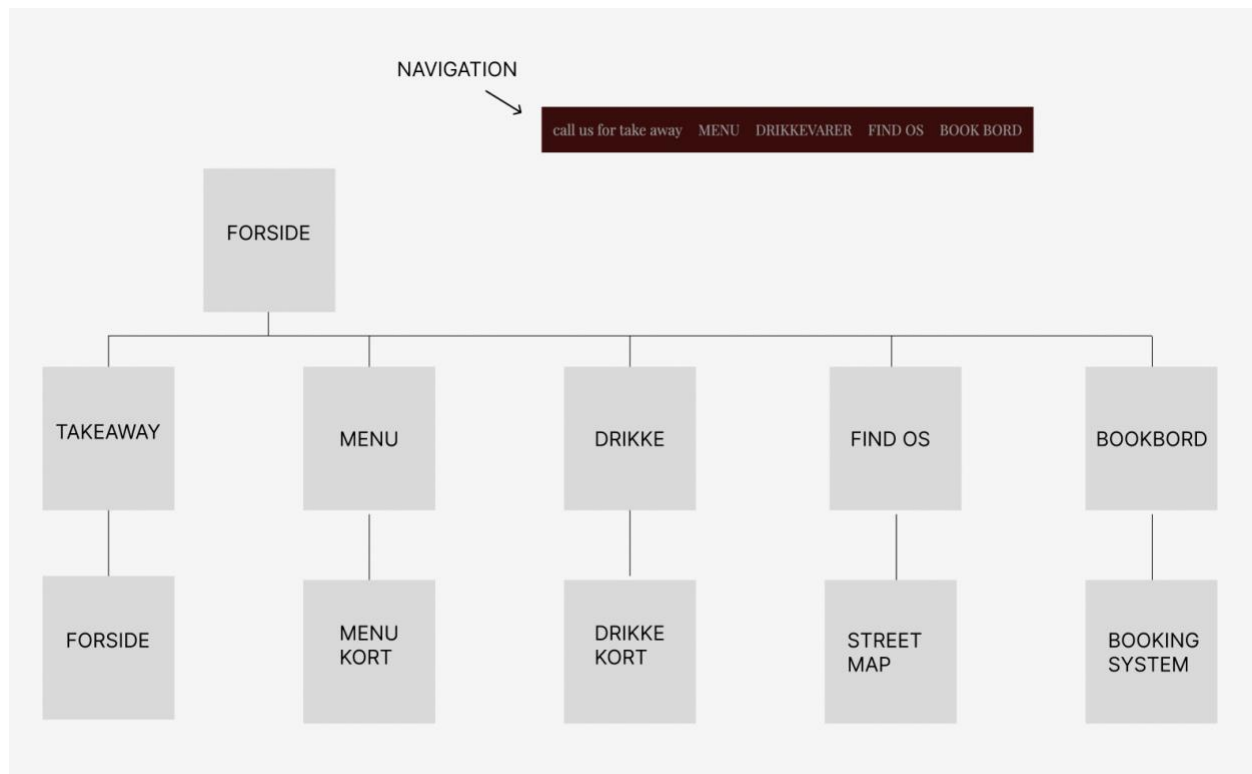 NAVIGATION
call us for take away MENU DRIKKEVARER FIND OS BOOK BORD
FORSIDE
TAKEAWAY
MENU
DRIKKE
FIND OS
BOOKBORD
FORSIDE
MENU
KORT
DRIKKE
KORT
STREET
MAP
BOOKING
SYSTEM